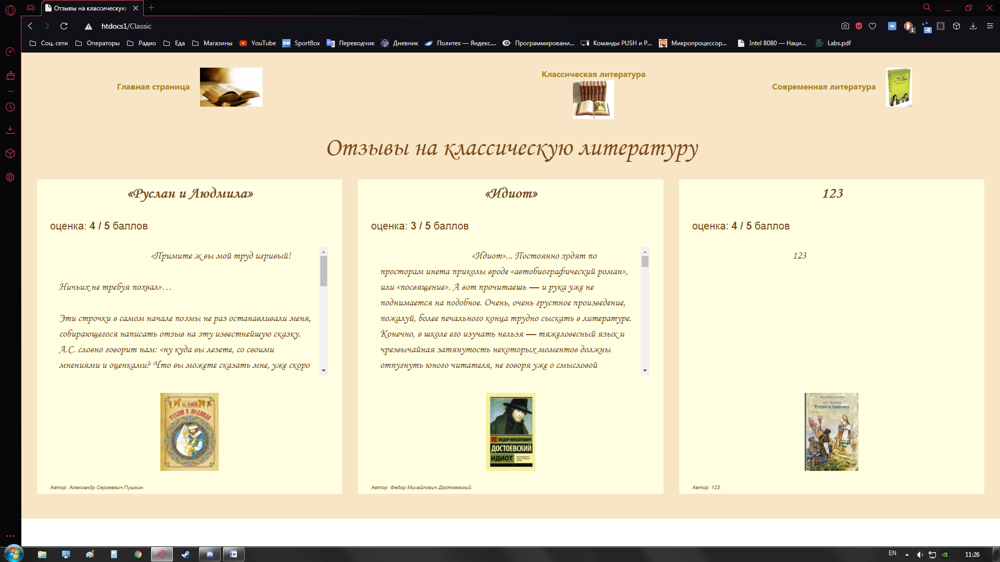 Отзывы на классическую
htdocs1/Classic
1
-8
Соц. сети
Операторы
Радио
Еда
Магазины
YouTube
SportBox
Переводчик
Дневник
Политех — Яндекс....
Программировани...
Команды PUSH и P...
Микропроцессор...
Intel 8080 — Наци...
Labs.pdf
Главная страница
Классическая литература
Современная литература
Отзывы на классическую литературу
«Руслан и Людмила»
оценка: 4 / 5 баллов
«Примите ж вы мой труд игривый!
Ничьих не требуя похвал»…
Эти строчки в самом начале поэмы не раз останавливали меня,
собирающегося написать отзыв на эту известнейшую сказку.
А.С. словно говорит нам: «ну куда вы лезете, со своими
мнениями и оценками? Что вы можете сказать мне, уже скоро
А.С. ПУШКИН
РУСЛАН И ЛЮДМИЛА
Автор: Александр Сергеевич Пушкин.
«Идиот»
оценка: 3 / 5 баллов
«Идиот»... Постоянно ходят по
просторам инета приколы вроде «автобиографический роман»,
или «посвящение». А вот прочитаешь — и рука уже не
поднимается на подобное. Очень, очень грустное произведение,
пожалуй, более печального конца трудно сыскать в литературе.
Конечно, в школе его изучать нельзя — тяжеловесный язык и
чрезвычайная затянутость некоторых моментов должны
отпугнуть юного читателя, не говоря уже о смысловой
ФЕДОР МИХАЙЛОВИЧ
ДОСТОЕВСКИЙ
ИДИОТ
Автор: Федор Михайлович Достоевский.
123
оценка: 4 / 5 баллов
123
А.С. Пушкин
Руслан и Людмила
Автор: 123.
EN
11:26